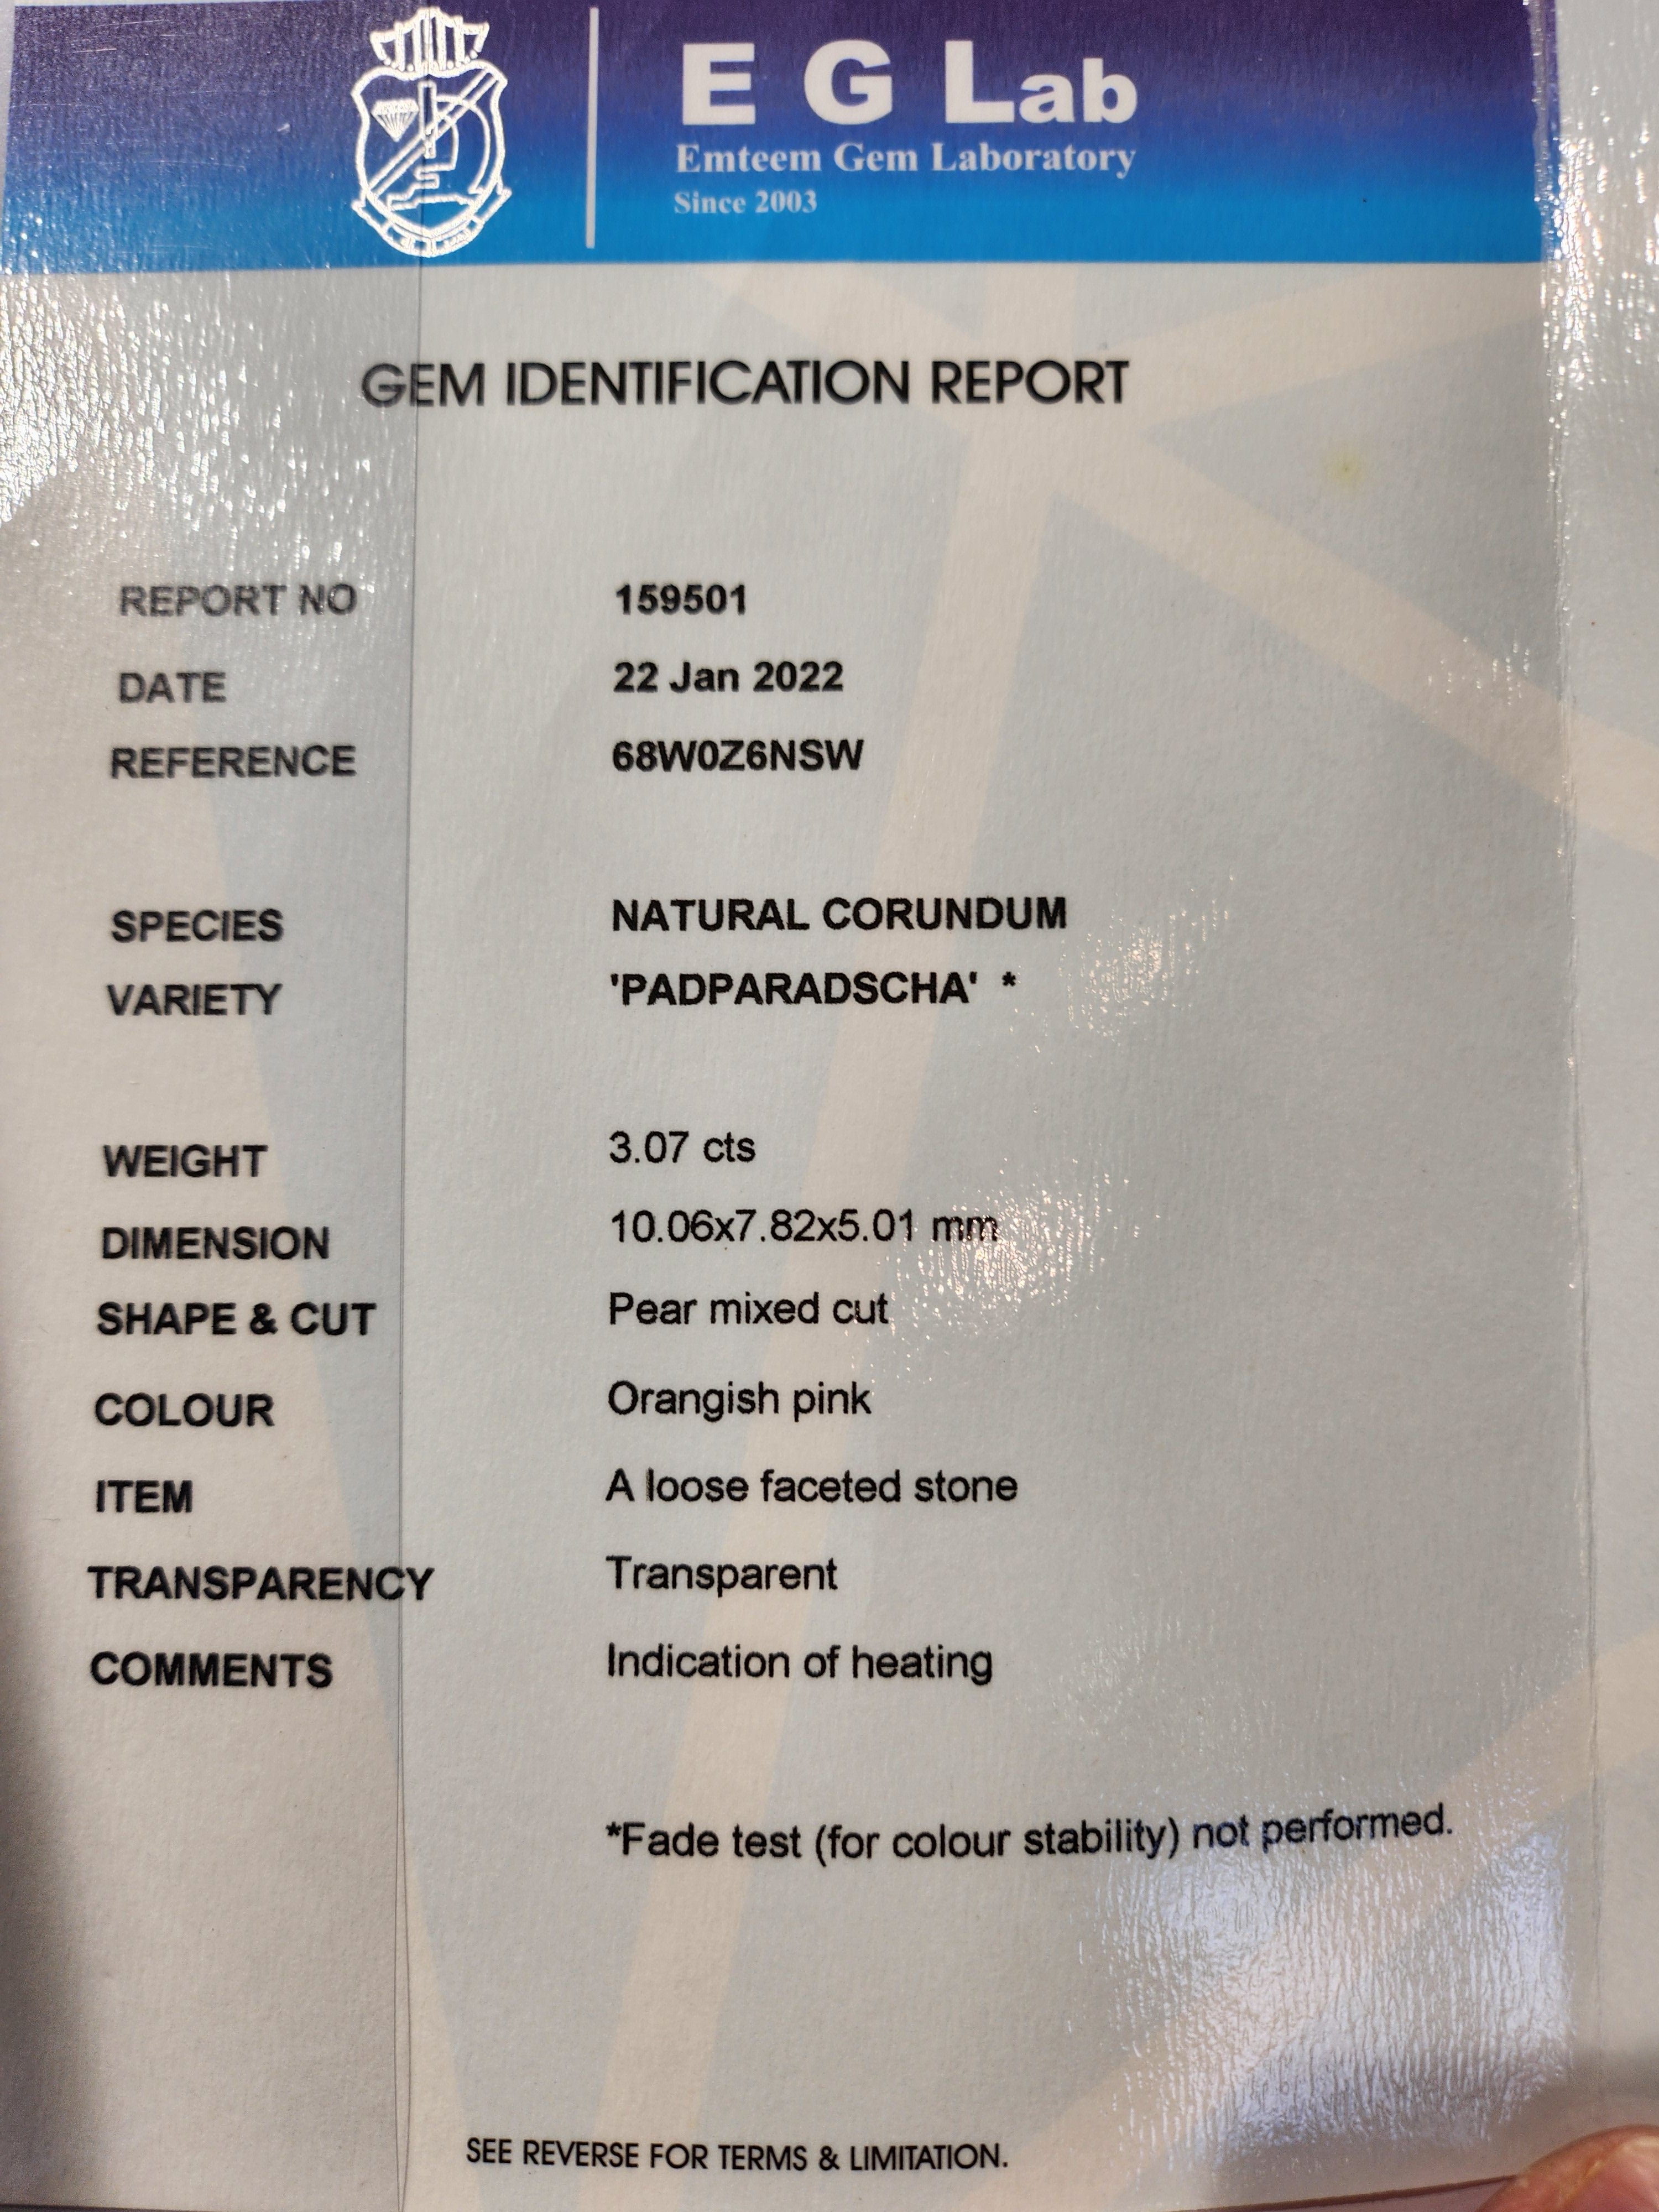 E G Lab
Emteem Gem Laboratory
Since 2003
GEM IDENTIFICATION REPORT
REPORT NO 159501
DATE 22 Jan 2022
REFERENCE 68W0Z6NSW
SPECIES NATURAL CORUNDUM
VARIETY 'PADPARADSCHA' *
WEIGHT 3.07 cts
DIMENSION 10.06x7.82x5.01 mm
SHAPE & CUT Pear mixed cut
COLOUR Orangish pink
ITEM A loose faceted stone
TRANSPARENCY Transparent
COMMENTS Indication of heating
*Fade test (for colour stability) not performed.
SEE REVERSE FOR TERMS & LIMITATION.